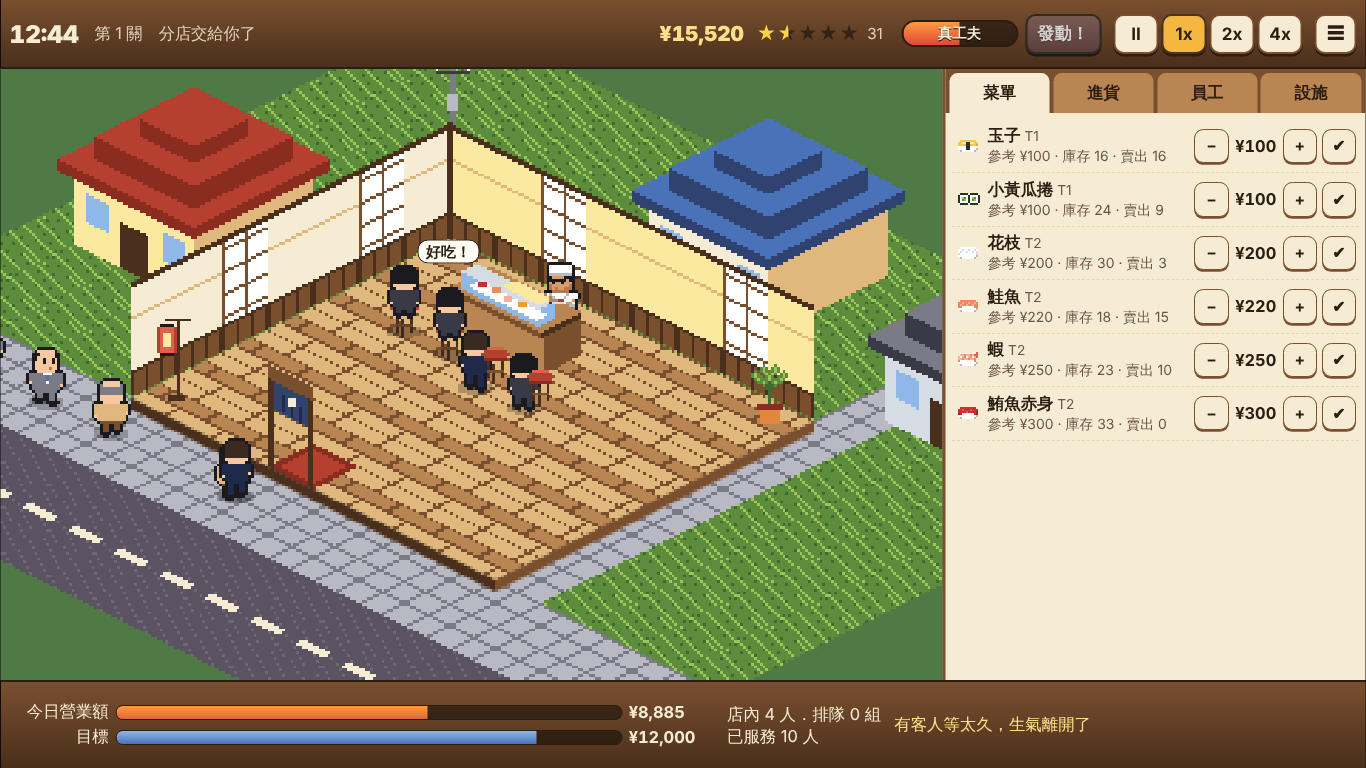 12:44 第 1 關 分店交給你了 ¥15,520 31 真工夫 發動！ 1x 2x 4x
菜單 進貨 員工 設施
玉子 T1
參考 ¥100 · 庫存 16 · 賣出 16
− ¥100 + ✔
小黃瓜捲 T1
參考 ¥100 · 庫存 24 · 賣出 9
− ¥100 + ✔
花枝 T2
參考 ¥200 · 庫存 30 · 賣出 3
− ¥200 + ✔
鮭魚 T2
參考 ¥220 · 庫存 18 · 賣出 15
− ¥220 + ✔
蝦 T2
參考 ¥250 · 庫存 23 · 賣出 10
− ¥250 + ✔
鮪魚赤身 T2
參考 ¥300 · 庫存 33 · 賣出 0
− ¥300 + ✔
好吃！
今日營業額 ¥8,885
目標 ¥12,000
店內 4 人．排隊 0 組
已服務 10 人
有客人等太久，生氣離開了